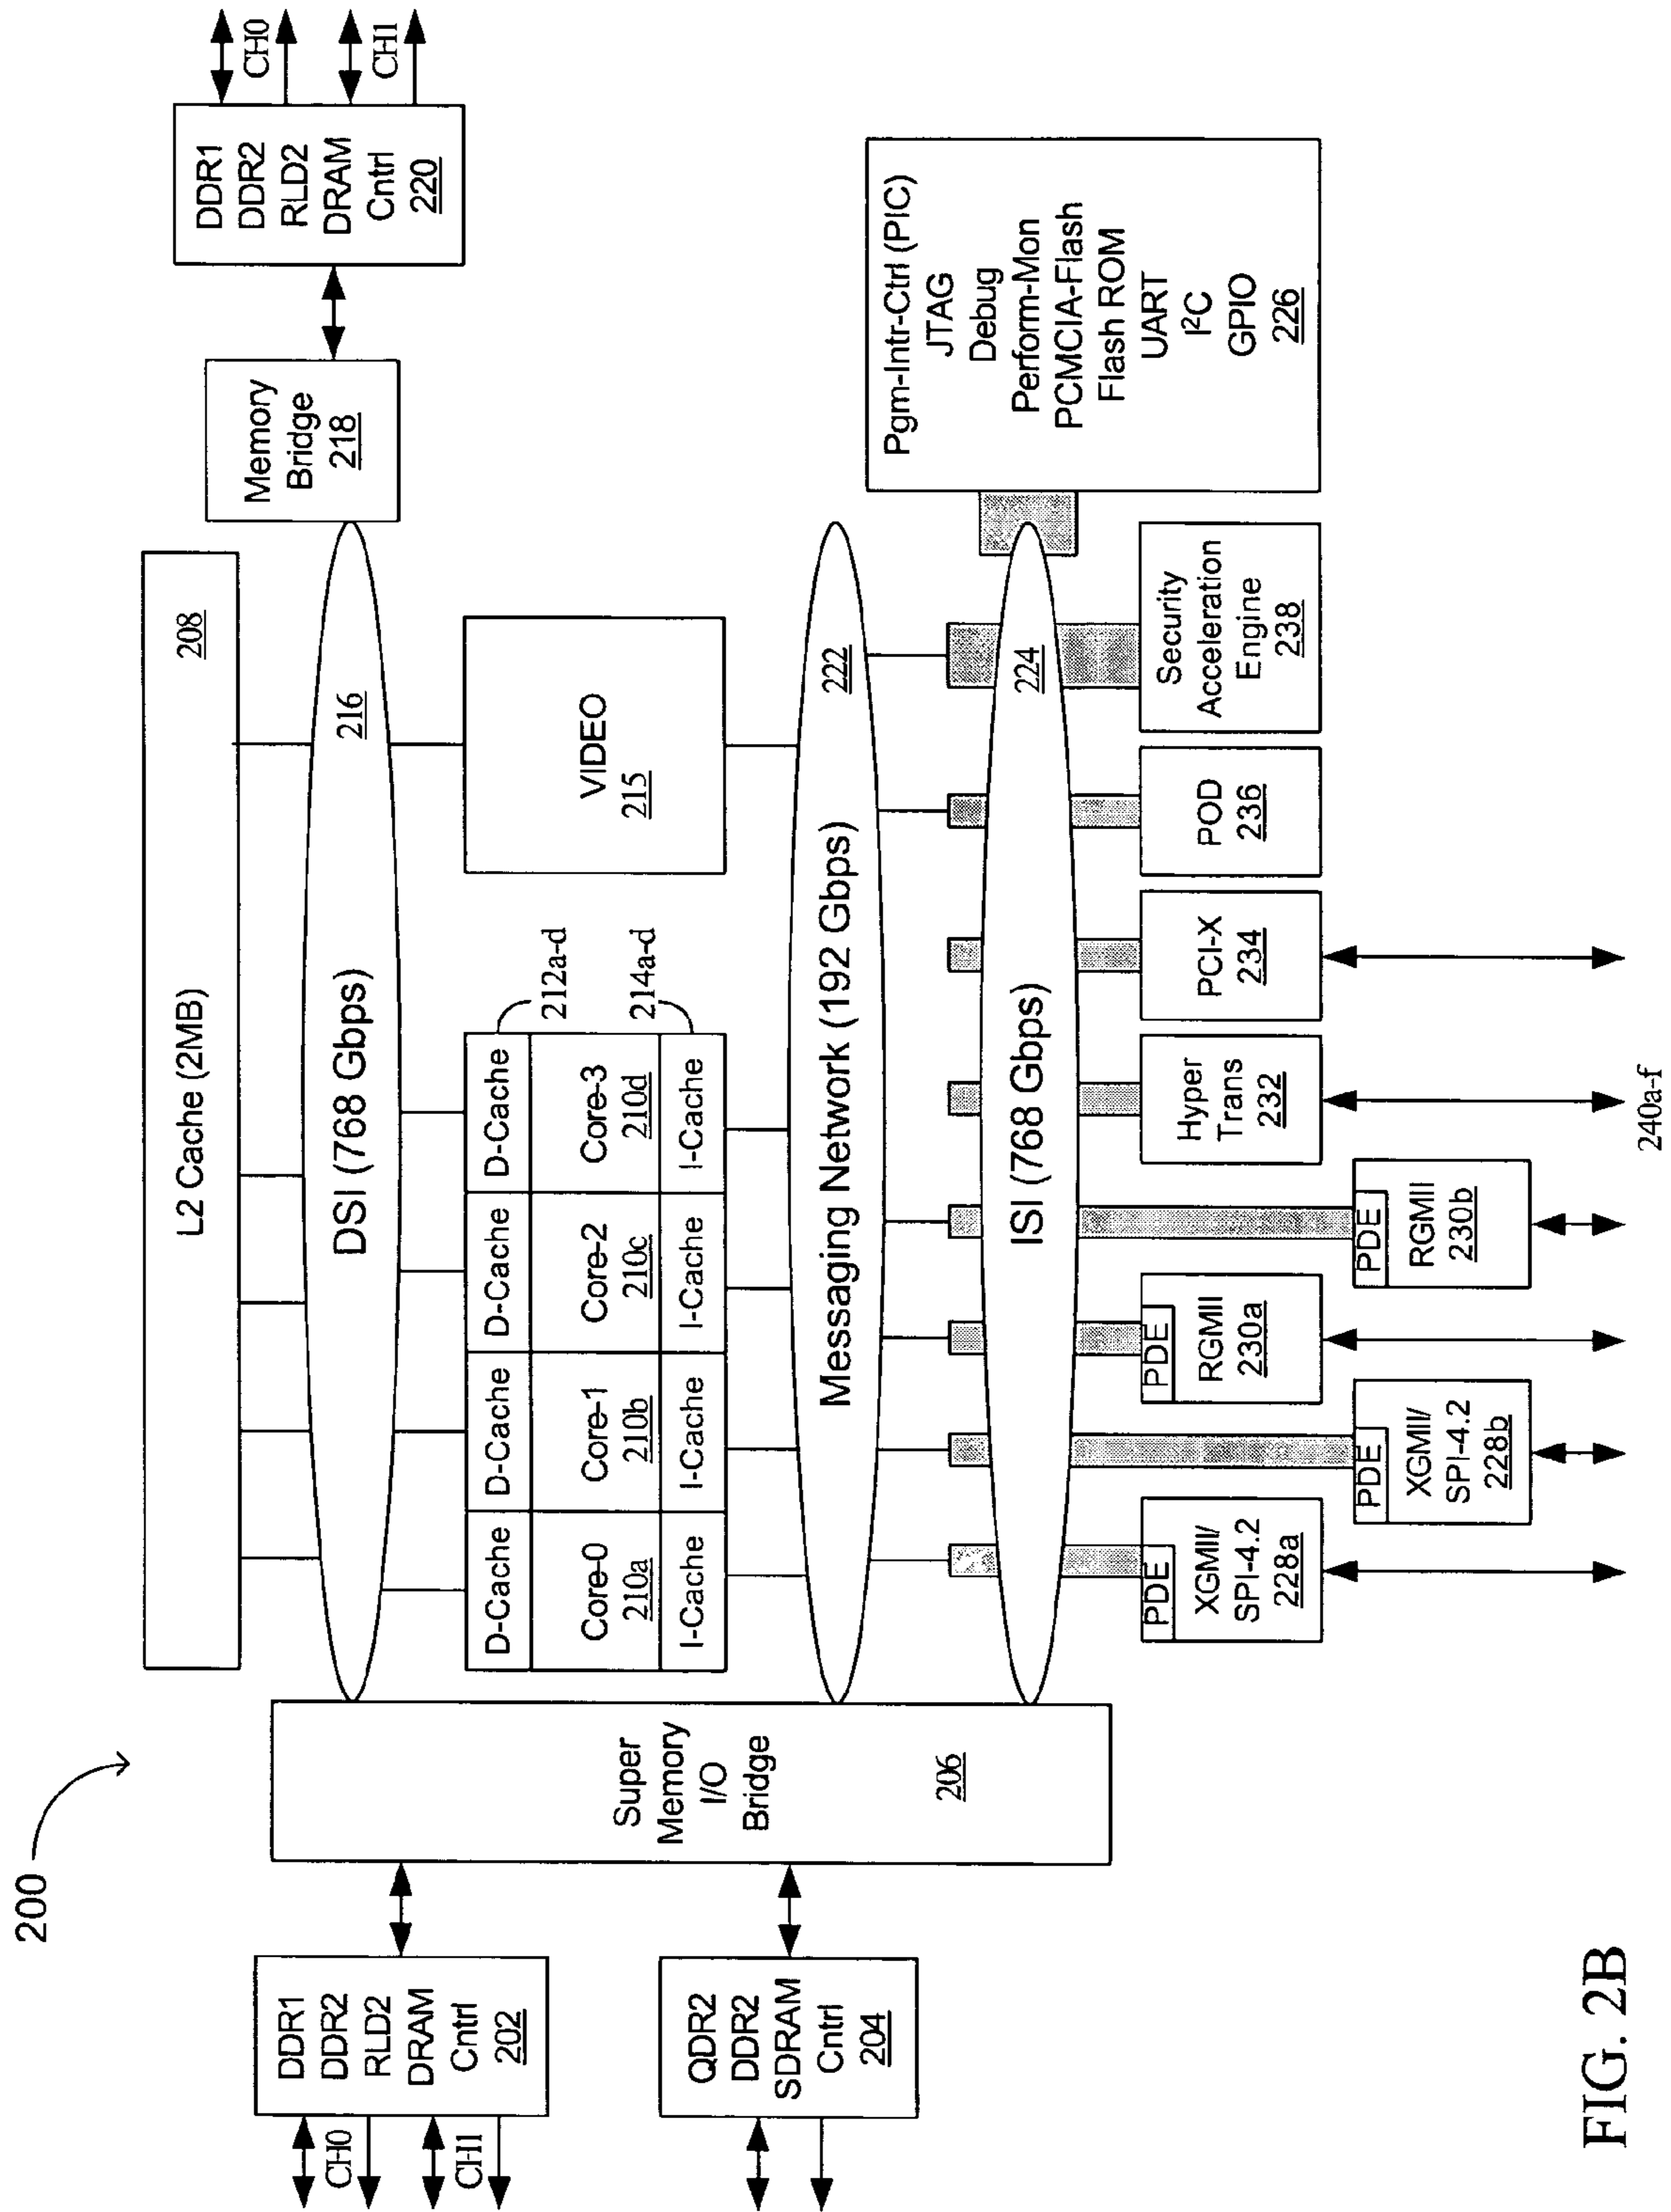 200
L2 Cache (2MB)
208
DSI (768 Gbps)
216
Memory
Bridge
218
DDR1
DDR2
RLD2
DRAM
Cntrl
220
CH0
CH1
DDR1
DDR2
RLD2
DRAM
Cntrl
202
CH0
CH1
QDR2
DDR2
SDRAM
Cntrl
204
Super
Memory
I/O
Bridge
206
D-Cache
D-Cache
D-Cache
D-Cache
212a-d
Core-0
210a
Core-1
210b
Core-2
210c
Core-3
210d
I-Cache
I-Cache
I-Cache
I-Cache
214a-d
VIDEO
215
Messaging Network (192 Gbps)
222
ISI (768 Gbps)
224
Pgm-Intr-Ctrl (PIC)
JTAG
Debug
Perform-Mon
PCMCIA-Flash
Flash ROM
UART
I²C
GPIO
226
PDE
XGMII/
SPI-4.2
228a
PDE
XGMII/
SPI-4.2
228b
PDE
RGMII
230a
PDE
RGMII
230b
Hyper
Trans
232
PCI-X
234
POD
236
Security
Acceleration
Engine
238
240a-f
FIG. 2B